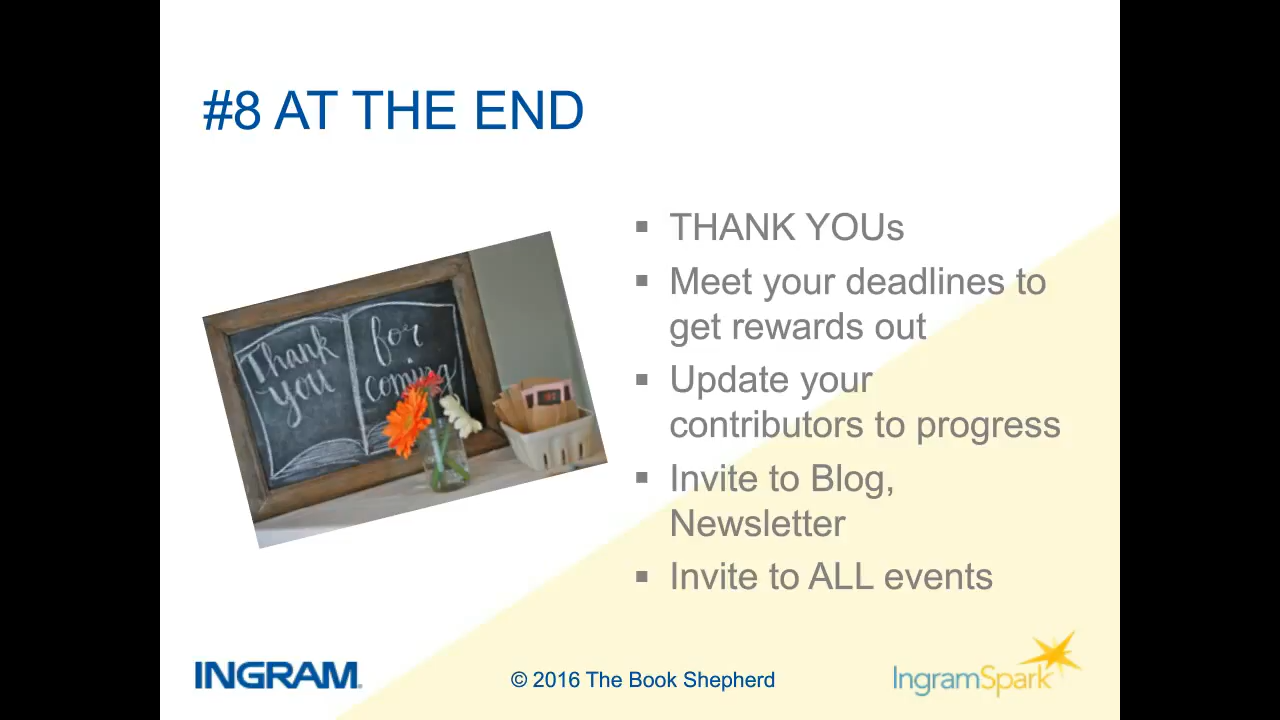 #8 AT THE END
Thank
you
for
coming
THANK YOUs
Meet your deadlines to
get rewards out
Update your
contributors to progress
Invite to Blog,
Newsletter
Invite to ALL events
INGRAM
© 2016 The Book Shepherd
IngramSpark